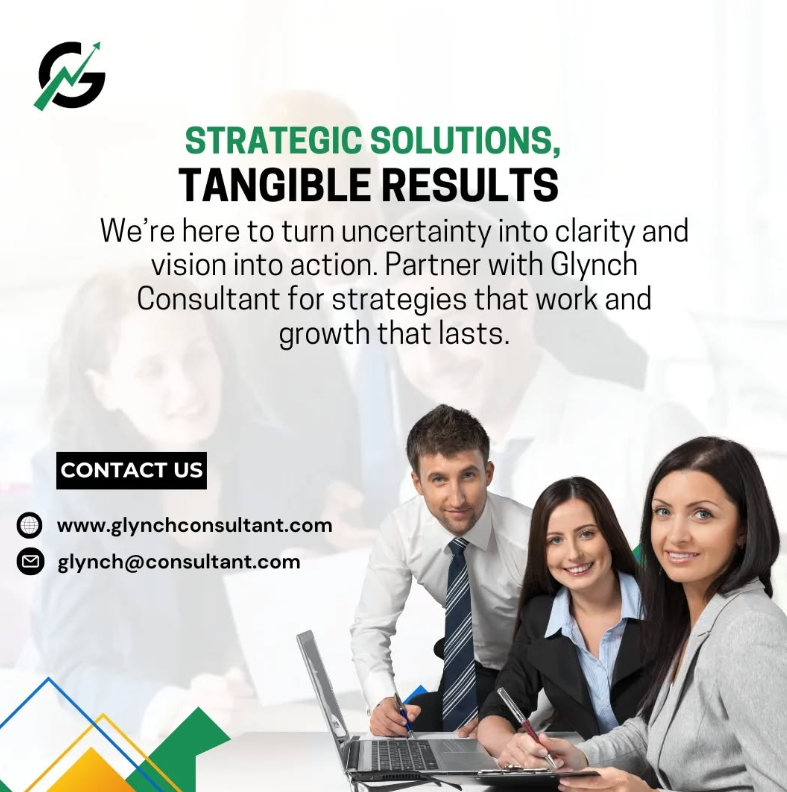 STRATEGIC SOLUTIONS,
TANGIBLE RESULTS
We’re here to turn uncertainty into clarity and
vision into action. Partner with Glynch
Consultant for strategies that work and
growth that lasts.
CONTACT US
www.glynchconsultant.com
glynch@consultant.com